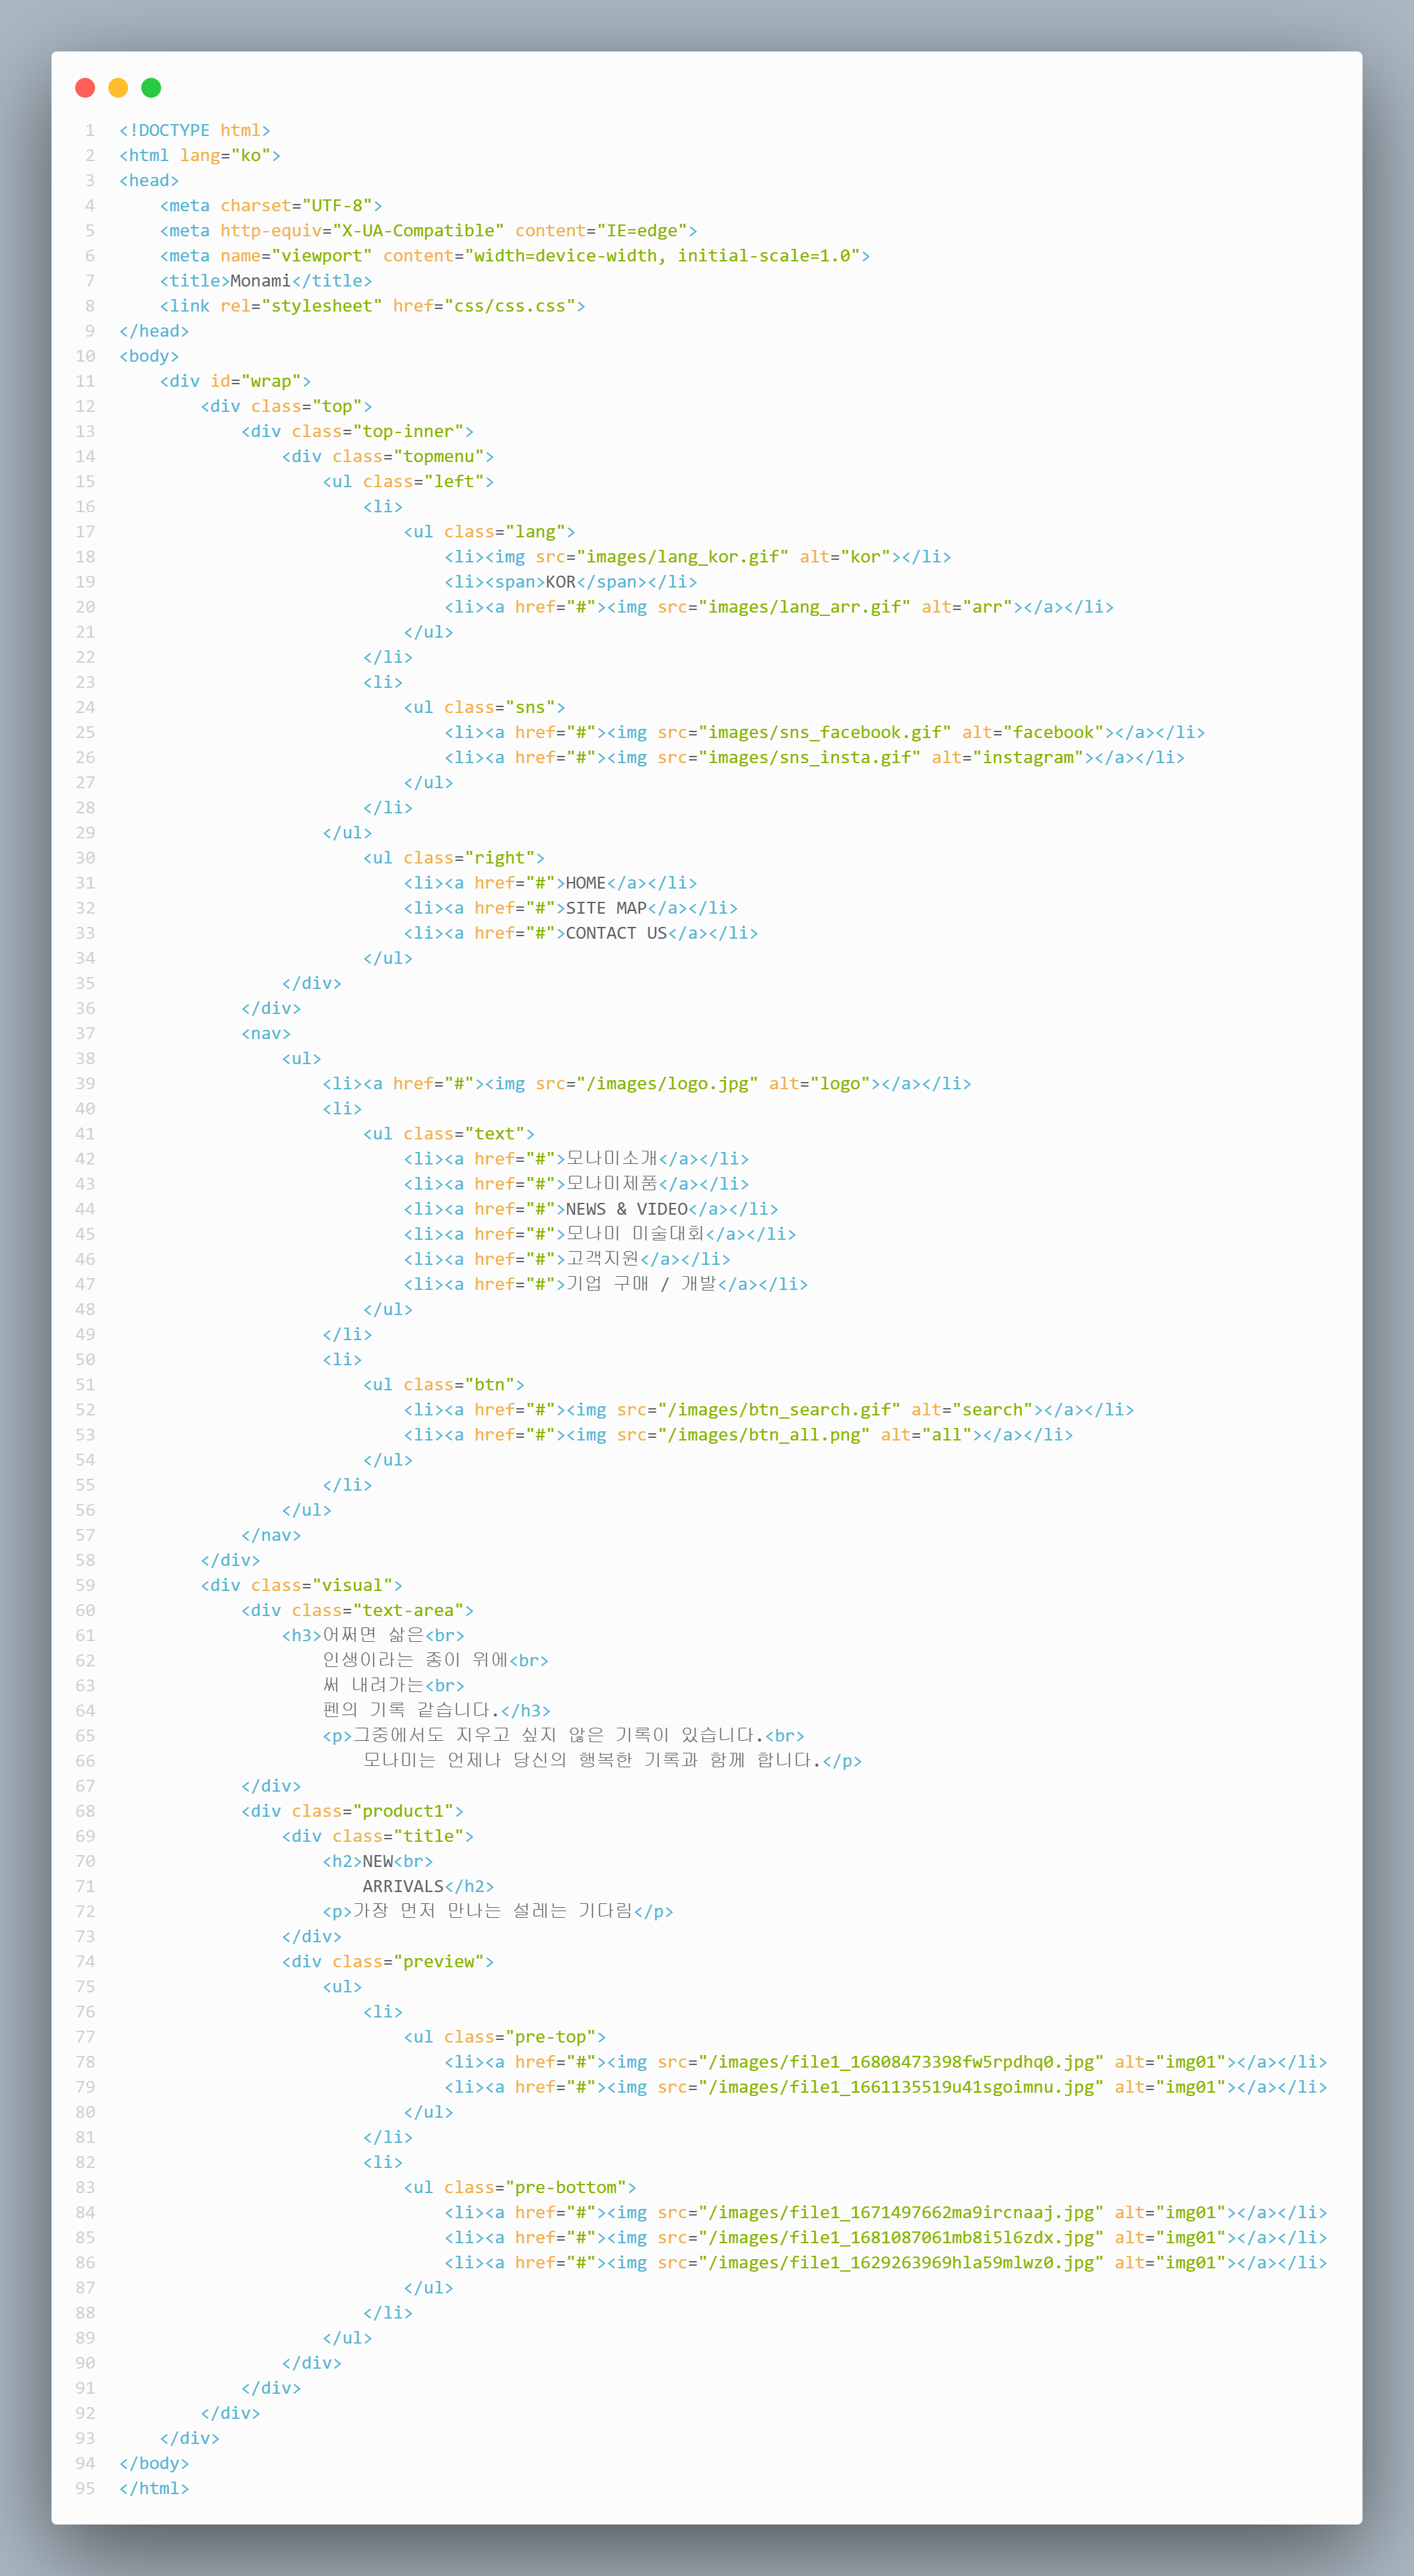 1 <!DOCTYPE html>
2 <html lang="ko">
3 <head>
4     <meta charset="UTF-8">
5     <meta http-equiv="X-UA-Compatible" content="IE=edge">
6     <meta name="viewport" content="width=device-width, initial-scale=1.0">
7     <title>Monami</title>
8     <link rel="stylesheet" href="css/css.css">
9 </head>
10 <body>
11     <div id="wrap">
12         <div class="top">
13             <div class="top-inner">
14                 <div class="topmenu">
15                     <ul class="left">
16                         <li>
17                             <ul class="lang">
18                                 <li><img src="images/lang_kor.gif" alt="kor"></li>
19                                 <li><span>KOR</span></li>
20                                 <li><a href="#"><img src="images/lang_arr.gif" alt="arr"></a></li>
21                             </ul>
22                         </li>
23                         <li>
24                             <ul class="sns">
25                                 <li><a href="#"><img src="images/sns_facebook.gif" alt="facebook"></a></li>
26                                 <li><a href="#"><img src="images/sns_insta.gif" alt="instagram"></a></li>
27                             </ul>
28                         </li>
29                     </ul>
30                         <ul class="right">
31                             <li><a href="#">HOME</a></li>
32                             <li><a href="#">SITE MAP</a></li>
33                             <li><a href="#">CONTACT US</a></li>
34                         </ul>
35                 </div>
36             </div>
37             <nav>
38                 <ul>
39                     <li><a href="#"><img src="/images/logo.jpg" alt="logo"></a></li>
40                     <li>
41                         <ul class="text">
42                             <li><a href="#">모나미소개</a></li>
43                             <li><a href="#">모나미제품</a></li>
44                             <li><a href="#">NEWS & VIDEO</a></li>
45                             <li><a href="#">모나미 미술대회</a></li>
46                             <li><a href="#">고객지원</a></li>
47                             <li><a href="#">기업 구매 / 개발</a></li>
48                         </ul>
49                     </li>
50                     <li>
51                         <ul class="btn">
52                             <li><a href="#"><img src="/images/btn_search.gif" alt="search"></a></li>
53                             <li><a href="#"><img src="/images/btn_all.png" alt="all"></a></li>
54                         </ul>
55                     </li>
56                 </ul>
57             </nav>
58         </div>
59         <div class="visual">
60             <div class="text-area">
61                 <h3>어쩌면 삶은<br>
62                     인생이라는 종이 위에<br>
63                     써 내려가는<br>
64                     펜의 기록 같습니다.</h3>
65                     <p>그중에서도 지우고 싶지 않은 기록이 있습니다.<br>
66                         모나미는 언제나 당신의 행복한 기록과 함께 합니다.</p>
67             </div>
68             <div class="product1">
69                 <div class="title">
70                     <h2>NEW<br>
71                         ARRIVALS</h2>
72                     <p>가장 먼저 만나는 설레는 기다림</p>
73                 </div>
74                 <div class="preview">
75                     <ul>
76                         <li>
77                             <ul class="pre-top">
78                                 <li><a href="#"><img src="/images/file1_16808473398fw5rpdhq0.jpg" alt="img01"></a></li>
79                                 <li><a href="#"><img src="/images/file1_1661135519u41sgoimnu.jpg" alt="img01"></a></li>
80                             </ul>
81                         </li>
82                         <li>
83                             <ul class="pre-bottom">
84                                 <li><a href="#"><img src="/images/file1_1671497662ma9ircnaaj.jpg" alt="img01"></a></li>
85                                 <li><a href="#"><img src="/images/file1_1681087061mb8i5l6zdx.jpg" alt="img01"></a></li>
86                                 <li><a href="#"><img src="/images/file1_1629263969hla59mlwz0.jpg" alt="img01"></a></li>
87                             </ul>
88                         </li>
89                     </ul>
90                 </div>
91             </div>
92         </div>
93     </div>
94 </body>
95 </html>